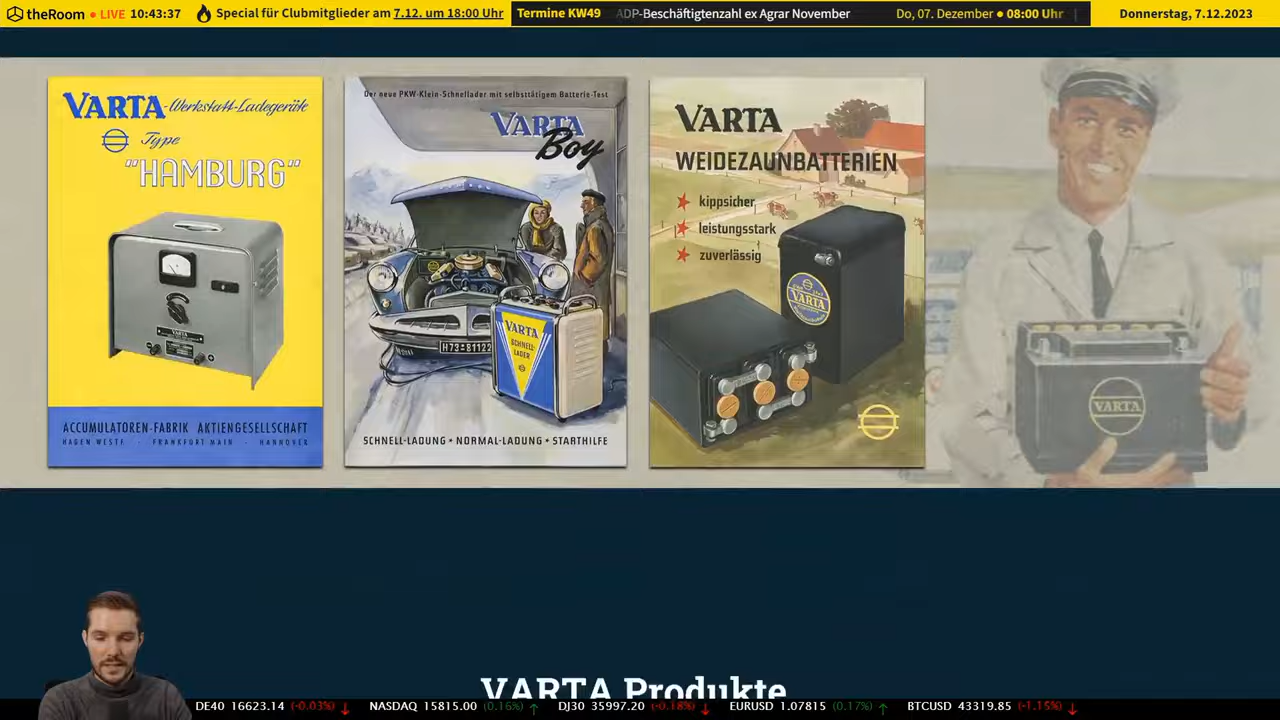 theRoom • LIVE 10:43:37
Special für Clubmitglieder am 7.12. um 18:00 Uhr
Termine KW49
ADP-Beschäftigtenzahl ex Agrar November
Do, 07. Dezember • 08:00 Uhr
Donnerstag, 7.12.2023
VARTA-Werkstatt-Ladegeräte
Type
"HAMBURG"
ACCUMULATOREN-FABRIK AKTIENGESELLSCHAFT
HAGEN WESTF. · FRANKFURT MAIN · HANNOVER
Der neue PKW-Klein-Schnellader mit selbsttätigem Batterie-Test
VARTA
Boy
H73-81122
VARTA
SCHNELL-
LADER
SCHNELL-LADUNG • NORMAL-LADUNG • STARTHILFE
VARTA
WEIDEZAUNBATTERIEN
kippsicher
leistungsstark
zuverlässig
VARTA
VARTA
VARTA Produkte
DE40 16623.14 (-0.03%) ↓ NASDAQ 15815.00 (0.16%) ↑ DJ30 35997.20 (-0.18%) ↓ EURUSD 1.07815 (0.17%) ↑ BTCUSD 43319.85 (-1.15%) ↓